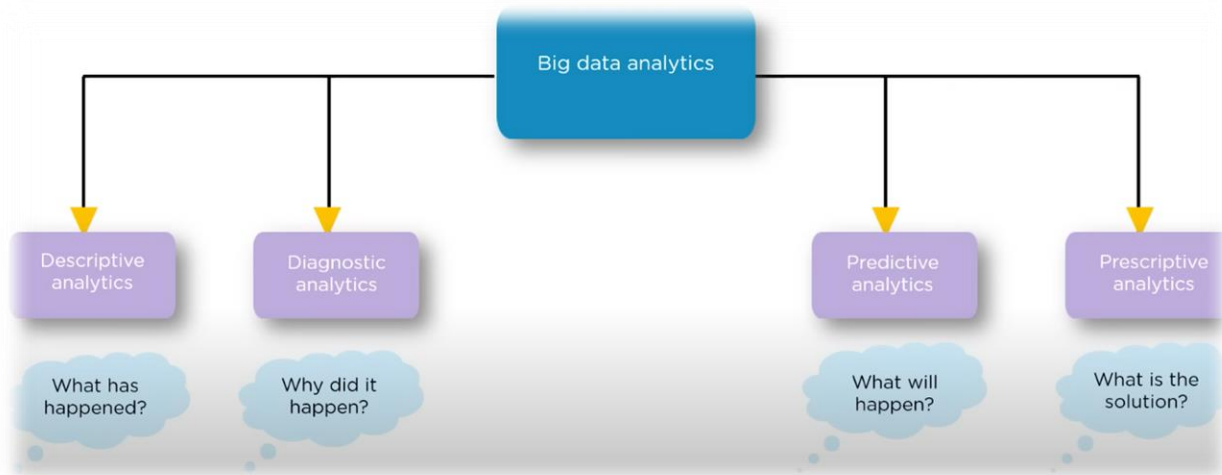 Big data analytics
Descriptive
analytics
Diagnostic
analytics
Predictive
analytics
Prescriptive
analytics
What has
happened?
Why did it
happen?
What will
happen?
What is the
solution?